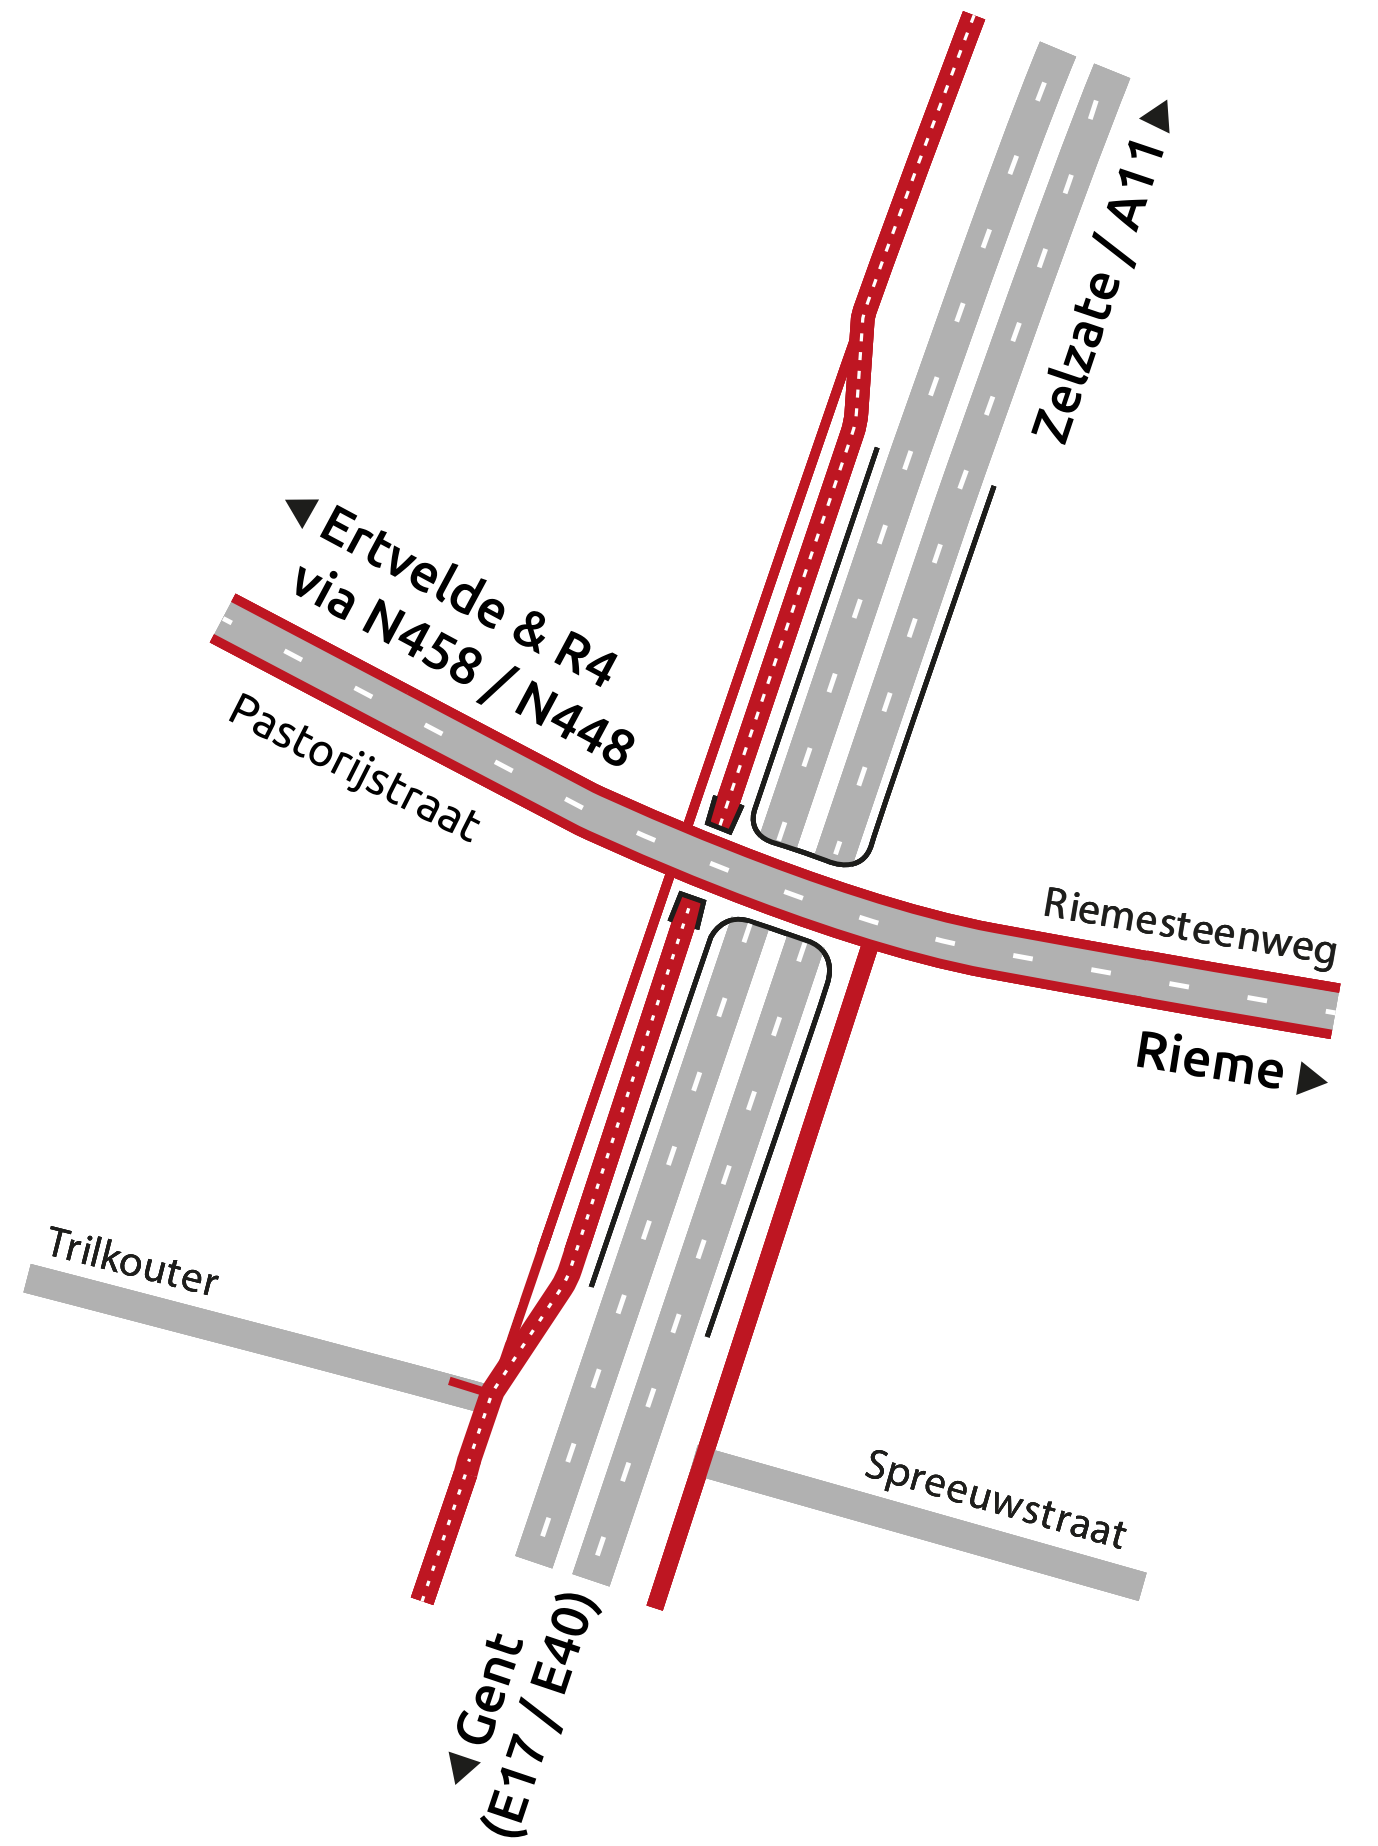 Zelzate / A11
Ertvelde & R4
via N458 / N448
Pastorijstraat
Riemesteenweg
Rieme
Trilkouter
Spreeuwstraat
Gent
(E17 / E40)